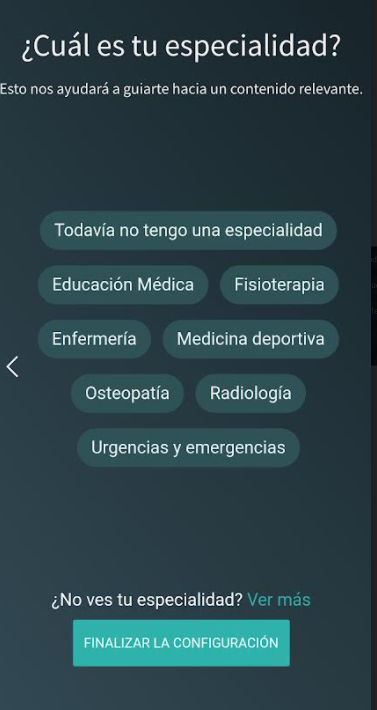 ¿Cuál es tu especialidad?
Esto nos ayudará a guiarte hacia un contenido relevante.
Todavía no tengo una especialidad
Educación Médica
Fisioterapia
Enfermería
Medicina deportiva
Osteopatía
Radiología
Urgencias y emergencias
¿No ves tu especialidad? Ver más
FINALIZAR LA CONFIGURACIÓN